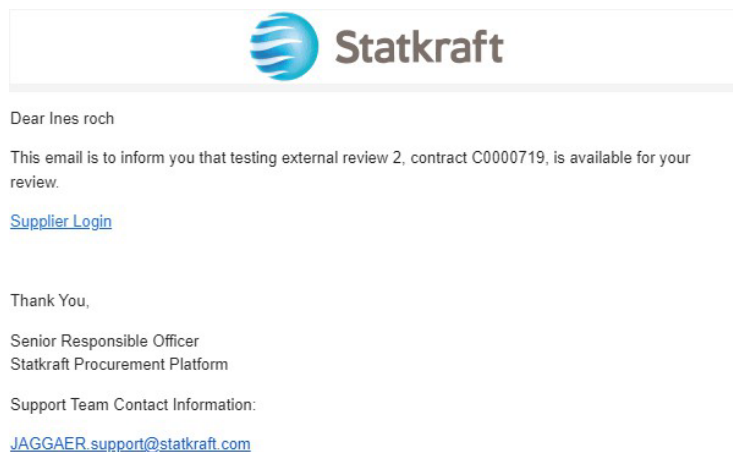 Statkraft
Dear Ines roch
This email is to inform you that testing external review 2, contract C0000719, is available for your
review.
Supplier Login
Thank You,
Senior Responsible Officer
Statkraft Procurement Platform
Support Team Contact Information:
JAGGAER.support@statkraft.com